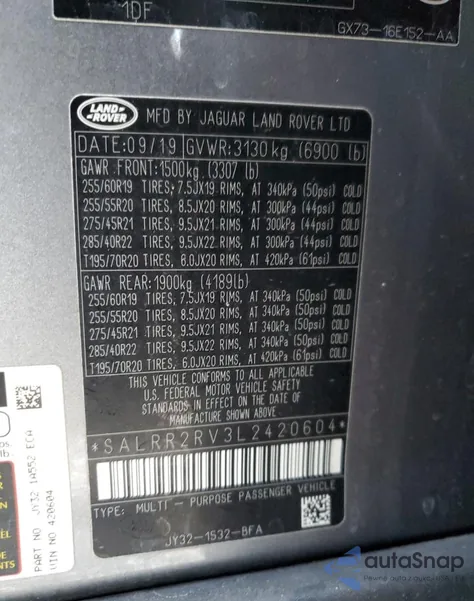 1DF
GX73-16E152-AA
LAND ROVER
MFD BY JAGUAR LAND ROVER LTD
DATE:09/19 GVWR:3130kg (6900 lb)
GAWR FRONT:1500kg (3307 lb)
255/60R19 TIRES, 7.5JX19 RIMS, AT 340kPa (50psi) COLD
255/55R20 TIRES, 8.5JX20 RIMS, AT 300kPa (44psi) COLD
275/45R21 TIRES, 9.5JX21 RIMS, AT 300kPa (44psi) COLD
285/40R22 TIRES, 9.5JX22 RIMS, AT 300kPa (44psi) COLD
T195/70R20 TIRES, 6.0JX20 RIMS, AT 420kPa (61psi) COLD
GAWR REAR:1900kg (4189lb)
255/60R19 TIRES, 7.5JX19 RIMS, AT 340kPa (50psi) COLD
255/55R20 TIRES, 8.5JX20 RIMS, AT 340kPa (50psi) COLD
275/45R21 TIRES, 9.5JX21 RIMS, AT 340kPa (50psi) COLD
285/40R22 TIRES, 9.5JX22 RIMS, AT 340kPa (50psi) COLD
T195/70R20 TIRES, 6.0JX20 RIMS, AT 420kPa (61psi) COLD
THIS VEHICLE CONFORMS TO ALL APPLICABLE
U.S. FEDERAL MOTOR VEHICLE SAFETY
STANDARDS IN EFFECT ON THE DATE OF
MANUFACTURE SHOWN ABOVE.
*SALRR2RV3L2420604*
TYPE: MULTI - PURPOSE PASSENGER VEHICLE
JY32-1532-BFA
PART NO JY32 1A552 ECA
VIN NO 420604
autoSnap